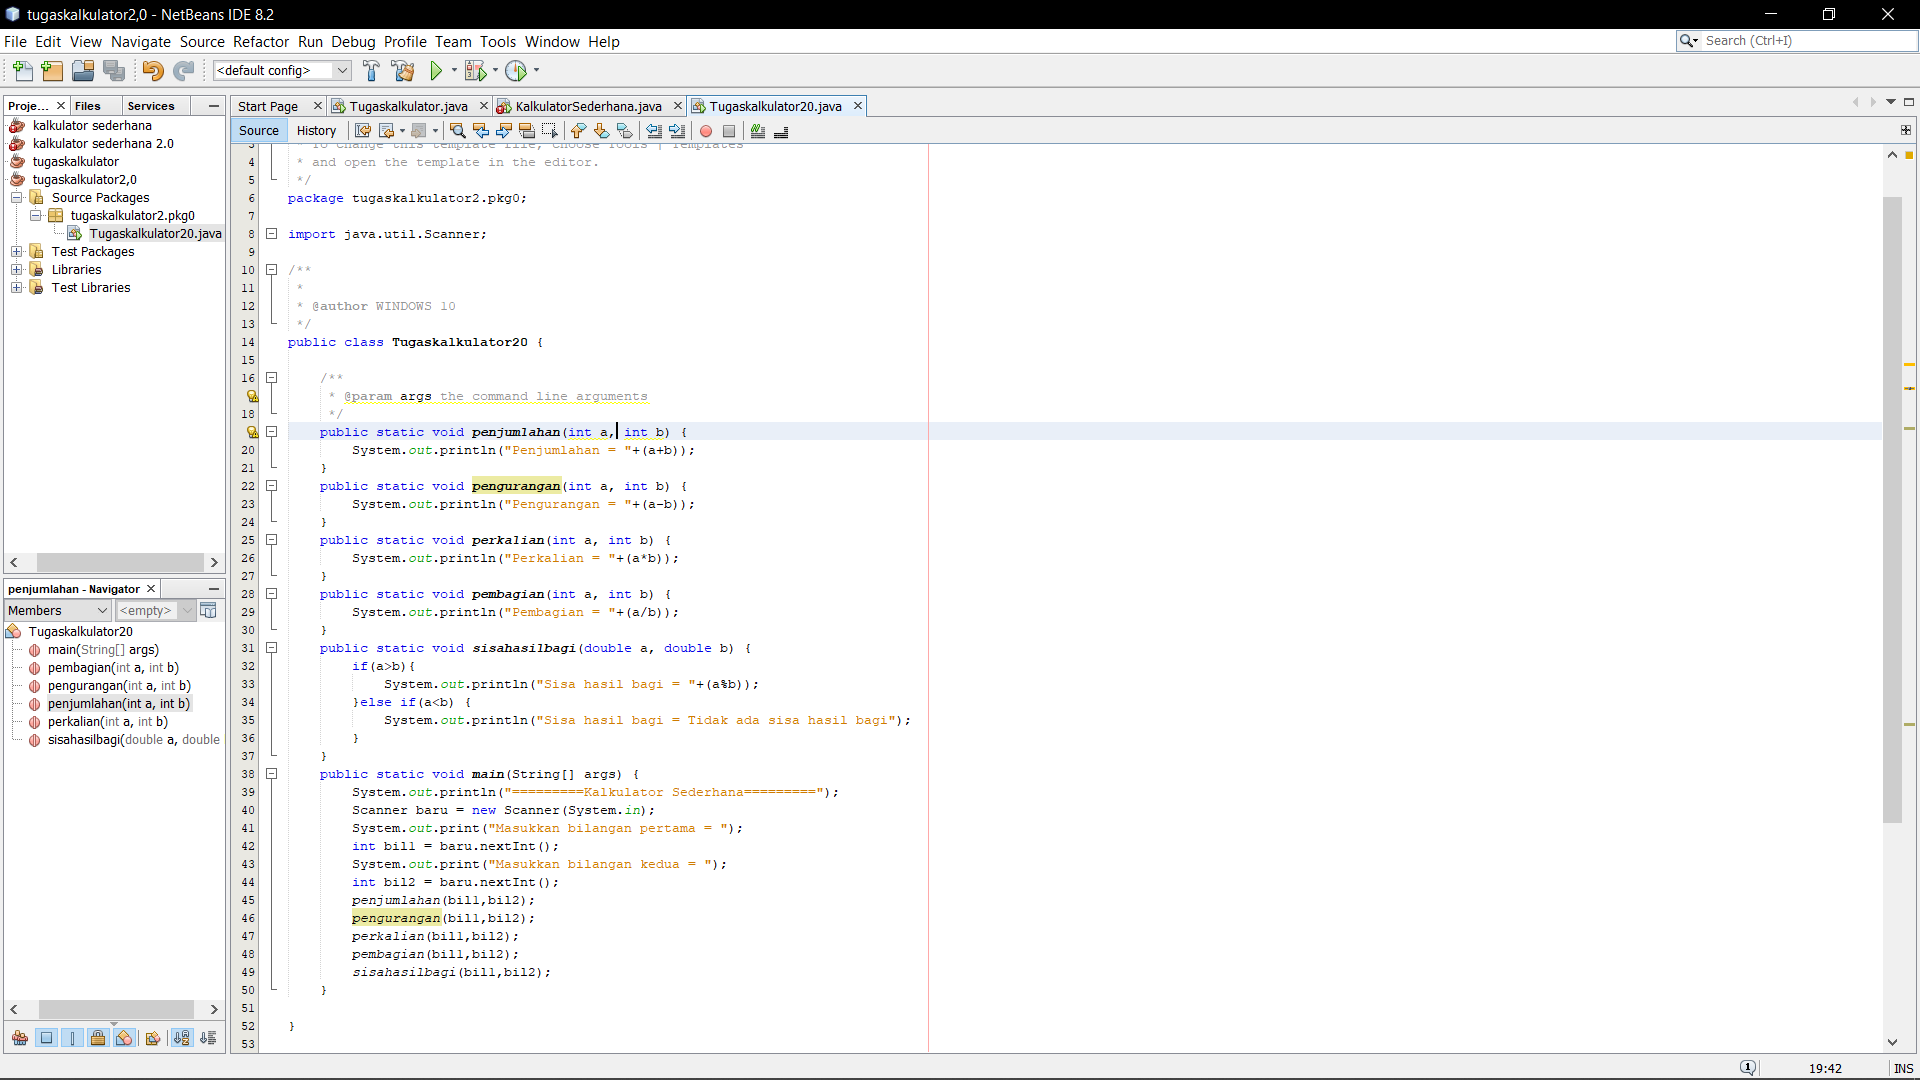 tugaskalkulator2,0 - NetBeans IDE 8.2
File Edit View Navigate Source Refactor Run Debug Profile Team Tools Window Help
Search (Ctrl+I)
<default config>
Proje... Files Services
kalkulator sederhana
kalkulator sederhana 2.0
tugaskalkulator
tugaskalkulator2,0
Source Packages
tugaskalkulator2.pkg0
Tugaskalkulator20.java
Test Packages
Libraries
Test Libraries
penjumlahan - Navigator
Members <empty>
Tugaskalkulator20
main(String[] args)
pembagian(int a, int b)
pengurangan(int a, int b)
penjumlahan(int a, int b)
perkalian(int a, int b)
sisahasilbagi(double a, double
Start Page Tugaskalkulator.java KalkulatorSederhana.java Tugaskalkulator20.java
Source History
3 * To change this template file, choose Tools | Templates
4 * and open the template in the editor.
5 */
6 package tugaskalkulator2.pkg0;
7
8 import java.util.Scanner;
9
10 /**
11 *
12 * @author WINDOWS 10
13 */
14 public class Tugaskalkulator20 {
15
16 /**
* @param args the command line arguments
18 */
public static void penjumlahan(int a, int b) {
20 System.out.println("Penjumlahan = "+(a+b));
21 }
22 public static void pengurangan(int a, int b) {
23 System.out.println("Pengurangan = "+(a-b));
24 }
25 public static void perkalian(int a, int b) {
26 System.out.println("Perkalian = "+(a*b));
27 }
28 public static void pembagian(int a, int b) {
29 System.out.println("Pembagian = "+(a/b));
30 }
31 public static void sisahasilbagi(double a, double b) {
32 if(a>b){
33 System.out.println("Sisa hasil bagi = "+(a%b));
34 }else if(a<b) {
35 System.out.println("Sisa hasil bagi = Tidak ada sisa hasil bagi");
36 }
37 }
38 public static void main(String[] args) {
39 System.out.println("=========Kalkulator Sederhana=========");
40 Scanner baru = new Scanner(System.in);
41 System.out.print("Masukkan bilangan pertama = ");
42 int bil1 = baru.nextInt();
43 System.out.print("Masukkan bilangan kedua = ");
44 int bil2 = baru.nextInt();
45 penjumlahan(bil1,bil2);
46 pengurangan(bil1,bil2);
47 perkalian(bil1,bil2);
48 pembagian(bil1,bil2);
49 sisahasilbagi(bil1,bil2);
50 }
51
52 }
53
19:42 INS